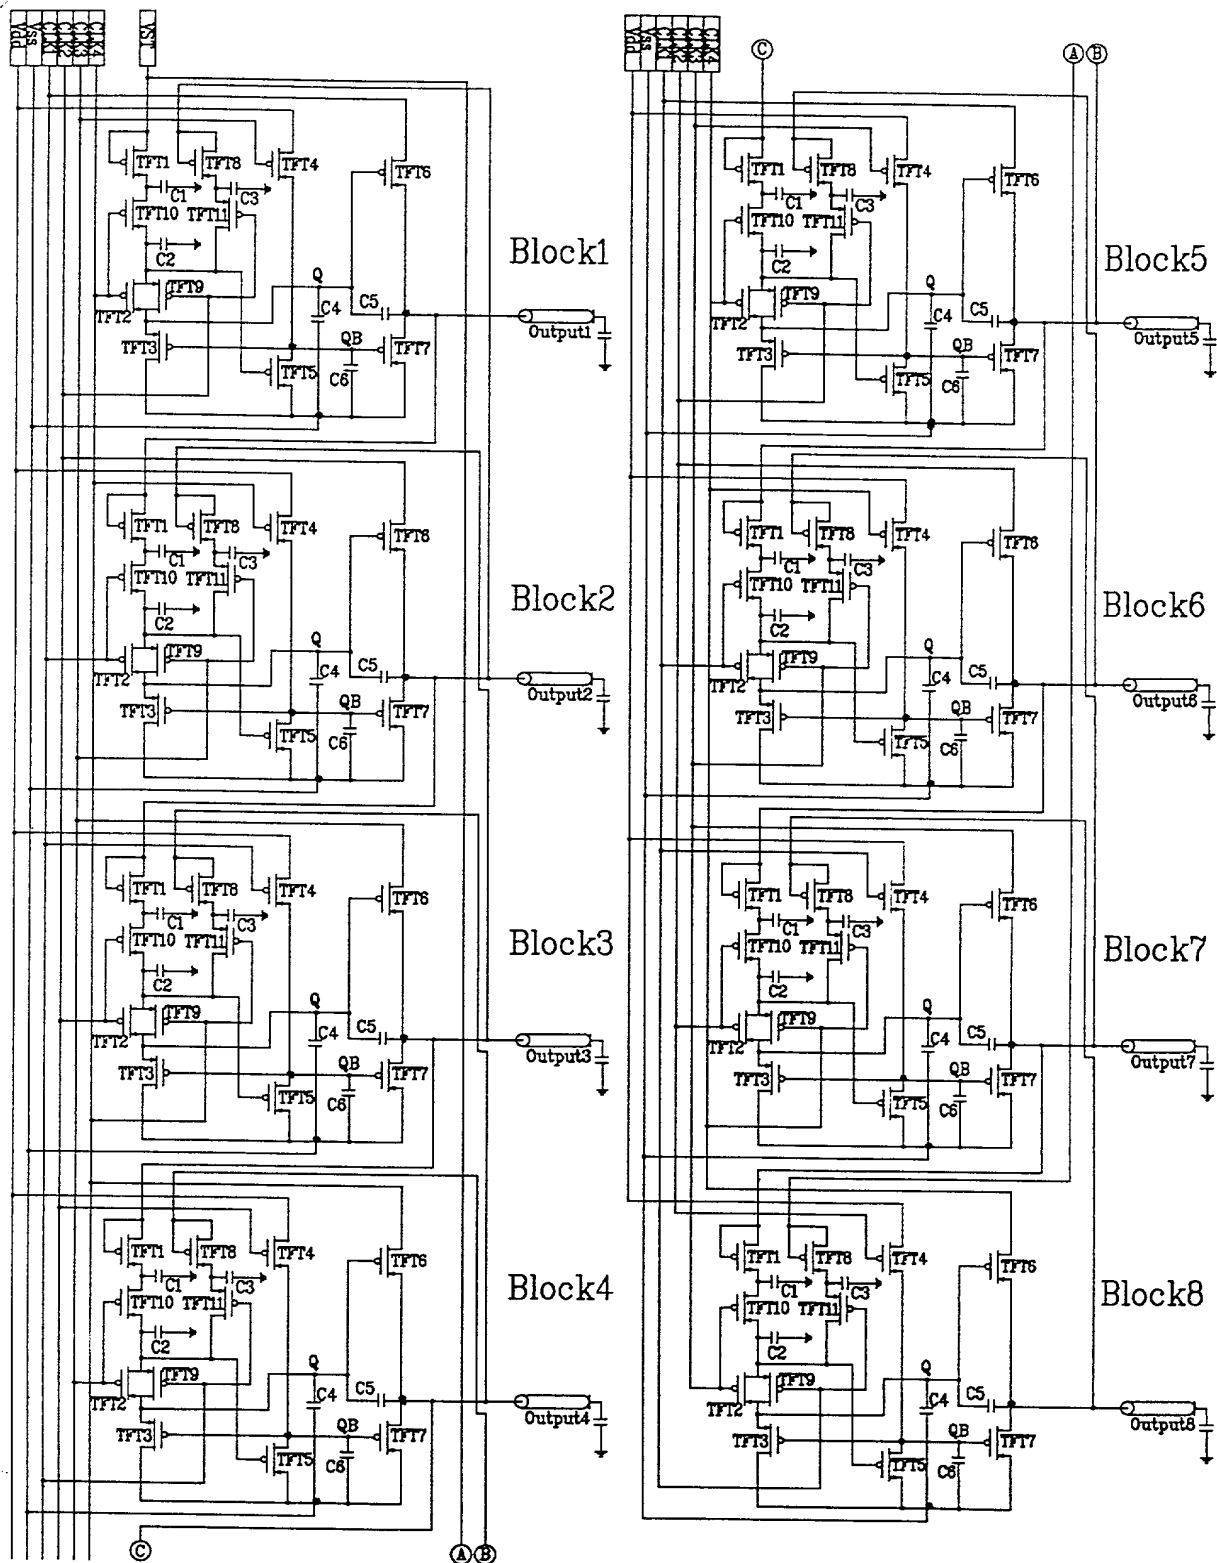 Vdd
Vss
CLK1
CLK2
CLK3
CLK4
VST
TFT1
TFT8
TFT4
TFT6
C1
C3
TFT10
TFT11
C2
Block1
Q
TFT9
C4
C5
TFT2
Output1
TFT3
QB
TFT7
TFT5
C6
TFT1
TFT8
TFT4
TFT6
C1
C3
TFT10
TFT11
C2
Block2
Q
TFT9
C4
C5
TFT2
Output2
TFT3
QB
TFT7
TFT5
C6
TFT1
TFT8
TFT4
TFT6
C1
C3
TFT10
TFT11
C2
Block3
Q
TFT9
C4
C5
TFT2
Output3
TFT3
QB
TFT7
TFT5
C6
TFT1
TFT8
TFT4
TFT6
C1
C3
TFT10
TFT11
C2
Block4
Q
TFT9
C4
C5
TFT2
Output4
TFT3
QB
TFT7
TFT5
C6
C
A
B
Vdd
Vss
CLK1
CLK2
CLK3
CLK4
C
A
B
TFT1
TFT8
TFT4
TFT6
C1
C3
TFT10
TFT11
C2
Block5
Q
TFT9
C4
C5
TFT2
Output5
TFT3
QB
TFT7
TFT5
C6
TFT1
TFT8
TFT4
TFT6
C1
C3
TFT10
TFT11
C2
Block6
Q
TFT9
C4
C5
TFT2
Output6
TFT3
QB
TFT7
TFT5
C6
TFT1
TFT8
TFT4
TFT6
C1
C3
TFT10
TFT11
C2
Block7
Q
TFT9
C4
C5
TFT2
Output7
TFT3
QB
TFT7
TFT5
C6
TFT1
TFT8
TFT4
TFT6
C1
C3
TFT10
TFT11
C2
Block8
Q
TFT9
C4
C5
TFT2
Output8
TFT3
QB
TFT7
TFT5
C6